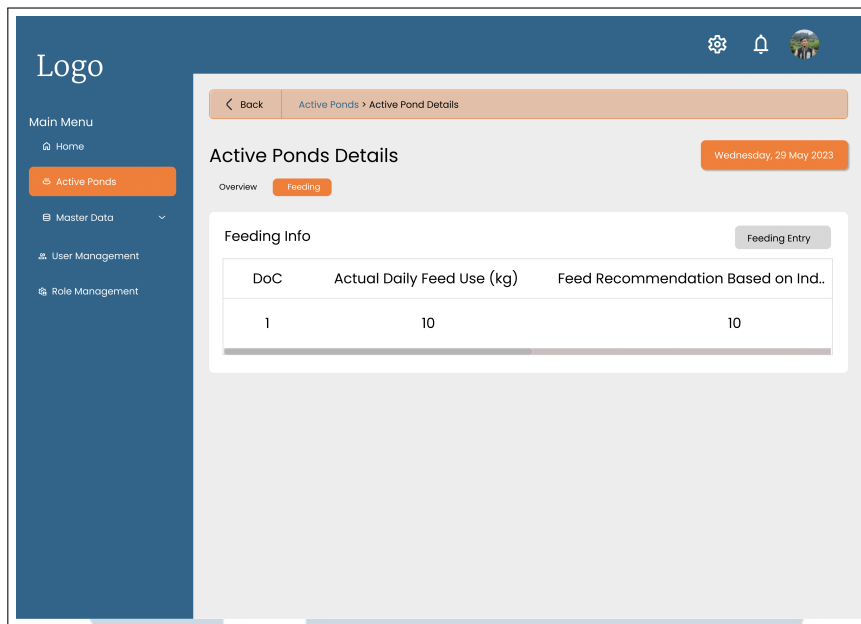 Logo
Main Menu
Home
Active Ponds
Master Data
User Management
Role Management
Back
Active Ponds > Active Pond Details
Active Ponds Details
Wednesday, 29 May 2023
Overview
Feeding
Feeding Info
Feeding Entry
DoC Actual Daily Feed Use (kg) Feed Recommendation Based on Ind..
1 10 10